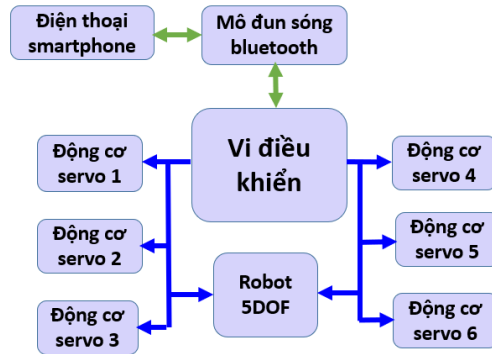 Điện thoại
smartphone
Mô đun sóng
bluetooth
Vi điều
khiển
Động cơ
servo 1
Động cơ
servo 4
Động cơ
servo 2
Động cơ
servo 5
Robot
5DOF
Động cơ
servo 3
Động cơ
servo 6